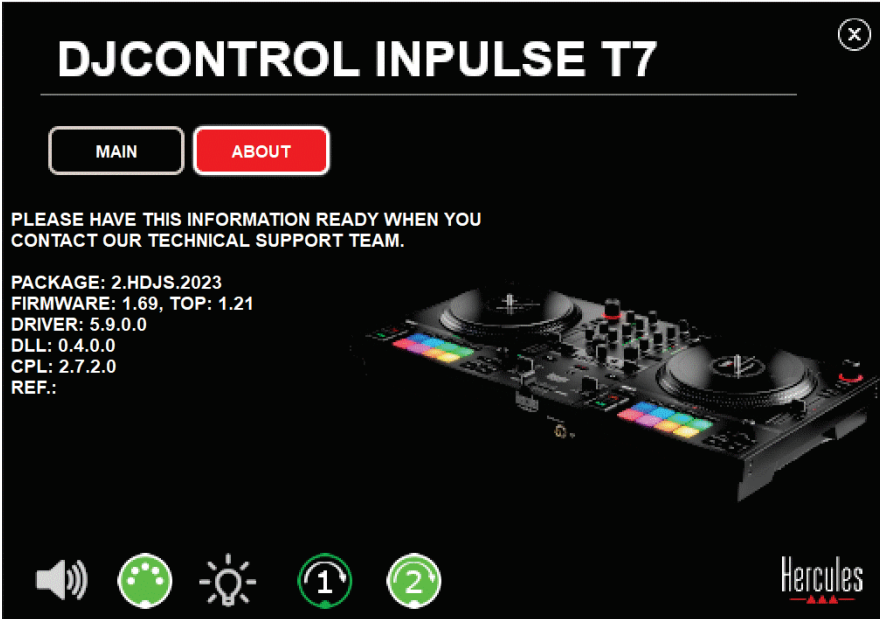 DJCONTROL INPULSE T7
MAIN
ABOUT
PLEASE HAVE THIS INFORMATION READY WHEN YOU
CONTACT OUR TECHNICAL SUPPORT TEAM.
PACKAGE: 2.HDJS.2023
FIRMWARE: 1.69, TOP: 1.21
DRIVER: 5.9.0.0
DLL: 0.4.0.0
CPL: 2.7.2.0
REF.:
1
2
Hercules